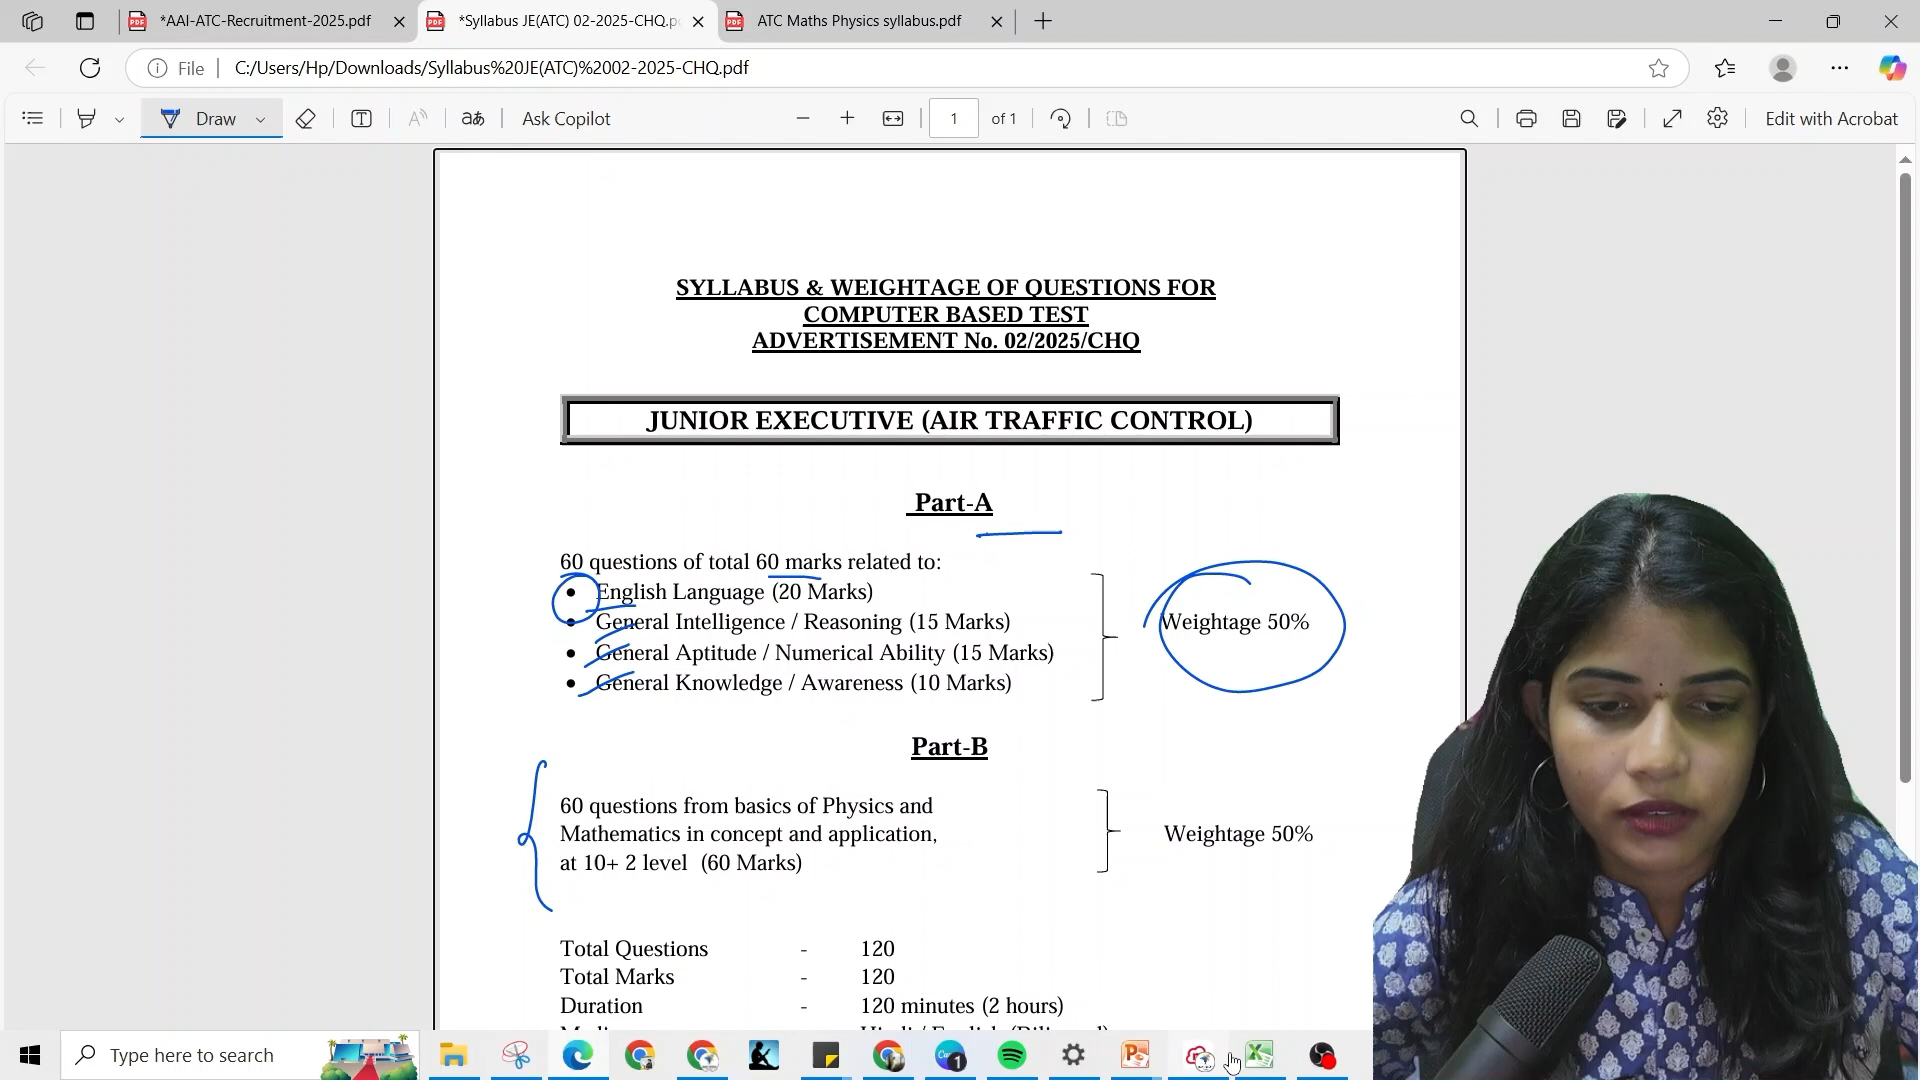 *AAI-ATC-Recruitment-2025.pdf
*Syllabus JE(ATC) 02-2025-CHQ.p
ATC Maths Physics syllabus.pdf
File
C:/Users/Hp/Downloads/Syllabus%20JE(ATC)%2002-2025-CHQ.pdf
Draw
Ask Copilot
1 of 1
Edit with Acrobat
SYLLABUS & WEIGHTAGE OF QUESTIONS FOR
COMPUTER BASED TEST
ADVERTISEMENT No. 02/2025/CHQ
JUNIOR EXECUTIVE (AIR TRAFFIC CONTROL)
Part-A
60 questions of total 60 marks related to:
• English Language (20 Marks)
• General Intelligence / Reasoning (15 Marks)
• General Aptitude / Numerical Ability (15 Marks)
• General Knowledge / Awareness (10 Marks)
Weightage 50%
Part-B
60 questions from basics of Physics and
Mathematics in concept and application,
at 10+ 2 level (60 Marks)
Weightage 50%
Total Questions - 120
Total Marks - 120
Duration - 120 minutes (2 hours)
Type here to search